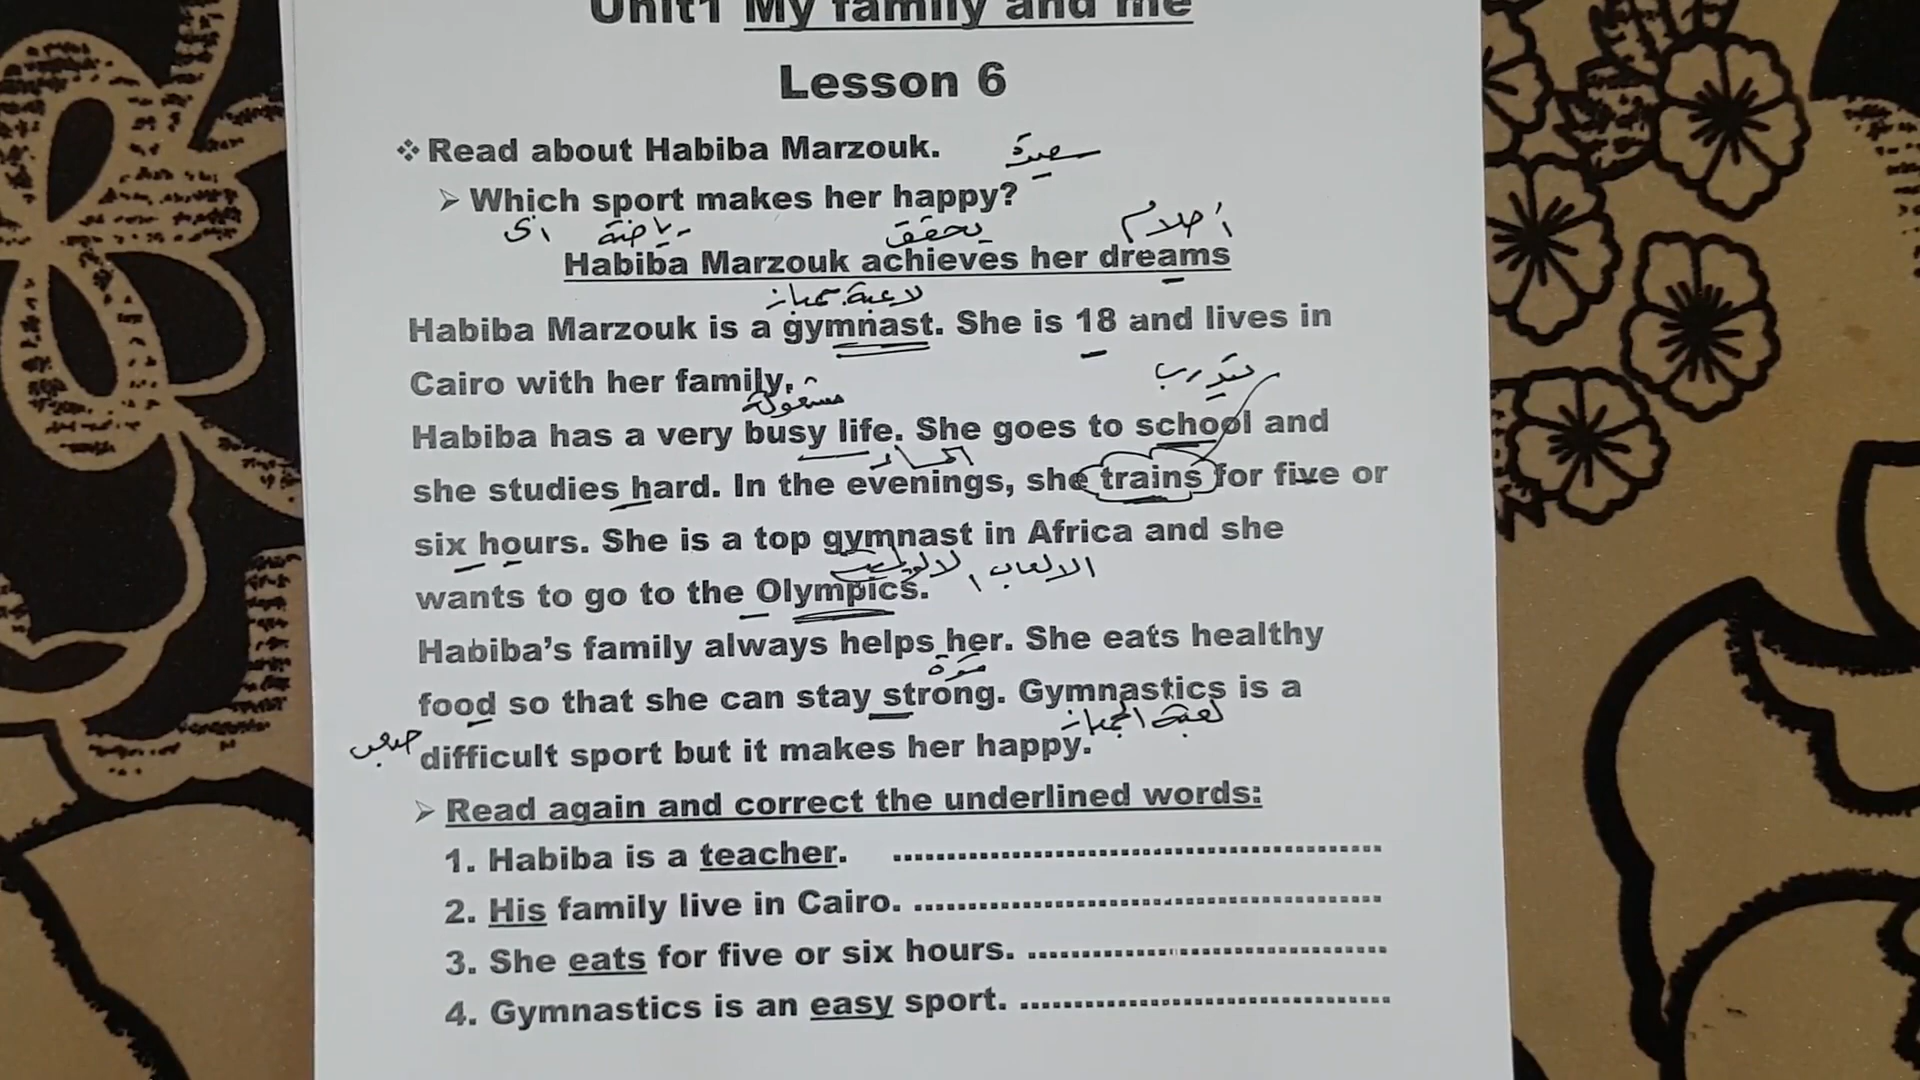 Unit1 My family and me
Lesson 6
❖ Read about Habiba Marzouk.
سعيدة
➢ Which sport makes her happy?
أى رياضة يحقق أحلام
Habiba Marzouk achieves her dreams
لاعبة جمباز
Habiba Marzouk is a gymnast. She is 18 and lives in
Cairo with her family.
مشغولة تتدرب
Habiba has a very busy life. She goes to school and
she studies hard. In the evenings, she trains for five or
six hours. She is a top gymnast in Africa and she
الالعاب الاولمبية
wants to go to the Olympics.
Habiba’s family always helps her. She eats healthy
قوية
food so that she can stay strong. Gymnastics is a
لعبة الجمباز
صعب difficult sport but it makes her happy.
➢ Read again and correct the underlined words:
1. Habiba is a teacher. ................................................
2. His family live in Cairo. ................................................
3. She eats for five or six hours. ........................................
4. Gymnastics is an easy sport. ........................................